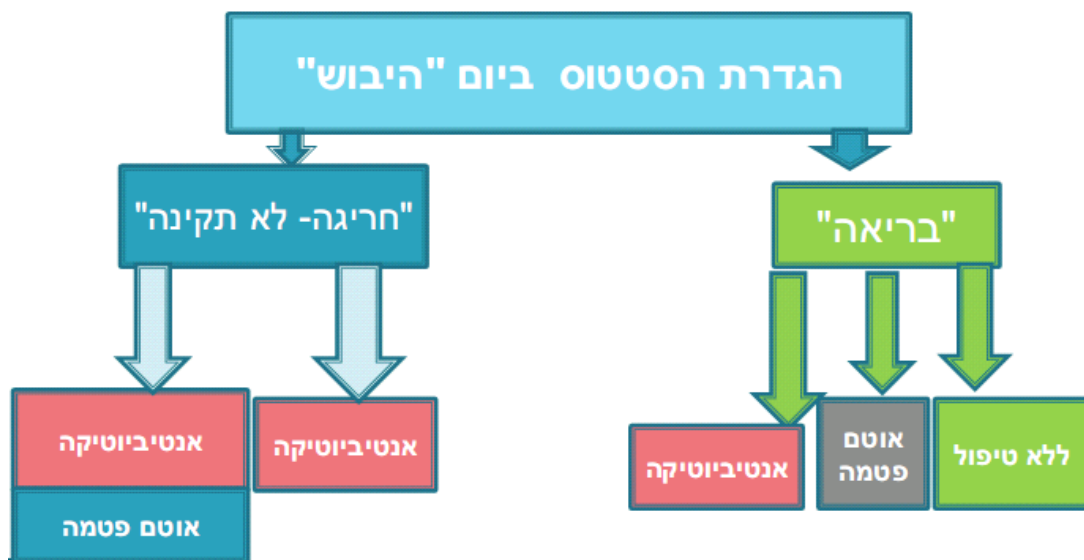 הגדרת הסטטוס ביום "היבוש"
"בריאה"
"חריגה- לא תקינה"
ללא טיפול
אוטם
פטמה
אנטיביוטיקה
אנטיביוטיקה
אנטיביוטיקה
אוטם פטמה